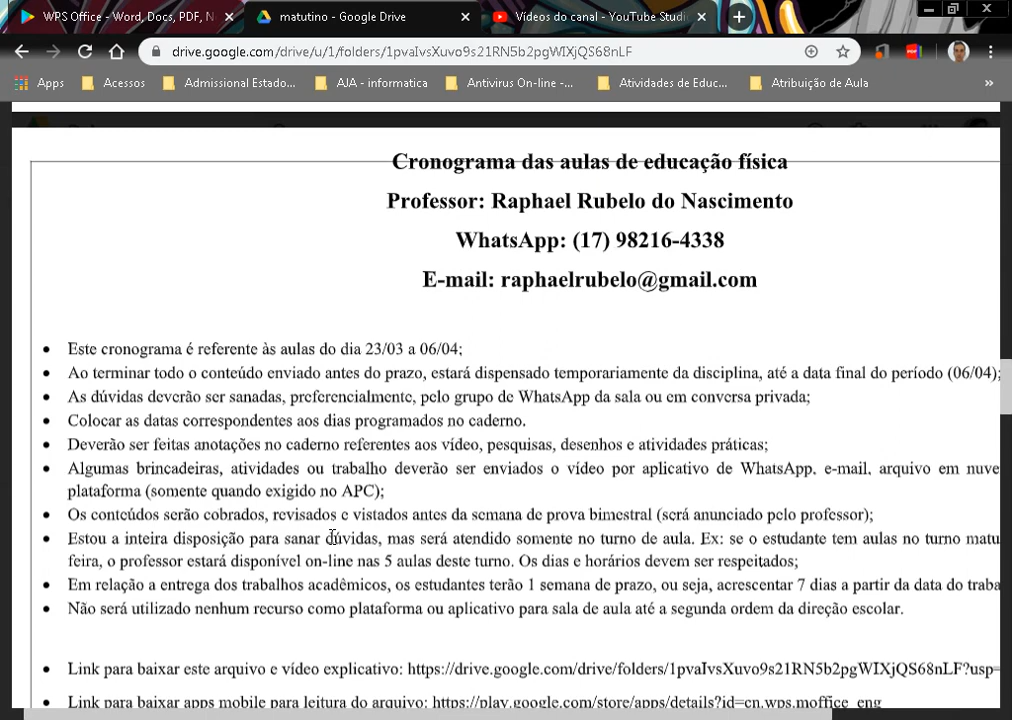 WPS Office - Word, Docs, PDF, N
matutino - Google Drive
Vídeos do canal - YouTube Studi
drive.google.com/drive/u/1/folders/1pvaIvsXuvo9s21RN5b2pgWIXjQS68nLF
Apps
Acessos
Admissional Estado...
AJA - informatica
Antivirus On-line -...
Atividades de Educ...
Atribuição de Aula
Cronograma das aulas de educação física
Professor: Raphael Rubelo do Nascimento
WhatsApp: (17) 98216-4338
E-mail: raphaelrubelo@gmail.com
• Este cronograma é referente às aulas do dia 23/03 a 06/04;
• Ao terminar todo o conteúdo enviado antes do prazo, estará dispensado temporariamente da disciplina, até a data final do período (06/04);
• As dúvidas deverão ser sanadas, preferencialmente, pelo grupo de WhatsApp da sala ou em conversa privada;
• Colocar as datas correspondentes aos dias programados no caderno.
• Deverão ser feitas anotações no caderno referentes aos vídeo, pesquisas, desenhos e atividades práticas;
• Algumas brincadeiras, atividades ou trabalho deverão ser enviados o vídeo por aplicativo de WhatsApp, e-mail, arquivo em nuve
plataforma (somente quando exigido no APC);
• Os conteúdos serão cobrados, revisados e vistados antes da semana de prova bimestral (será anunciado pelo professor);
• Estou a inteira disposição para sanar dúvidas, mas será atendido somente no turno de aula. Ex: se o estudante tem aulas no turno matu
feira, o professor estará disponível on-line nas 5 aulas deste turno. Os dias e horários devem ser respeitados;
• Em relação a entrega dos trabalhos acadêmicos, os estudantes terão 1 semana de prazo, ou seja, acrescentar 7 dias a partir da data do traba
• Não será utilizado nenhum recurso como plataforma ou aplicativo para sala de aula até a segunda ordem da direção escolar.
• Link para baixar este arquivo e vídeo explicativo: https://drive.google.com/drive/folders/1pvaIvsXuvo9s21RN5b2pgWIXjQS68nLF?usp=
• Link para baixar apps mobile para leitura do arquivo: https://play.google.com/store/apps/details?id=cn.wps.moffice_eng